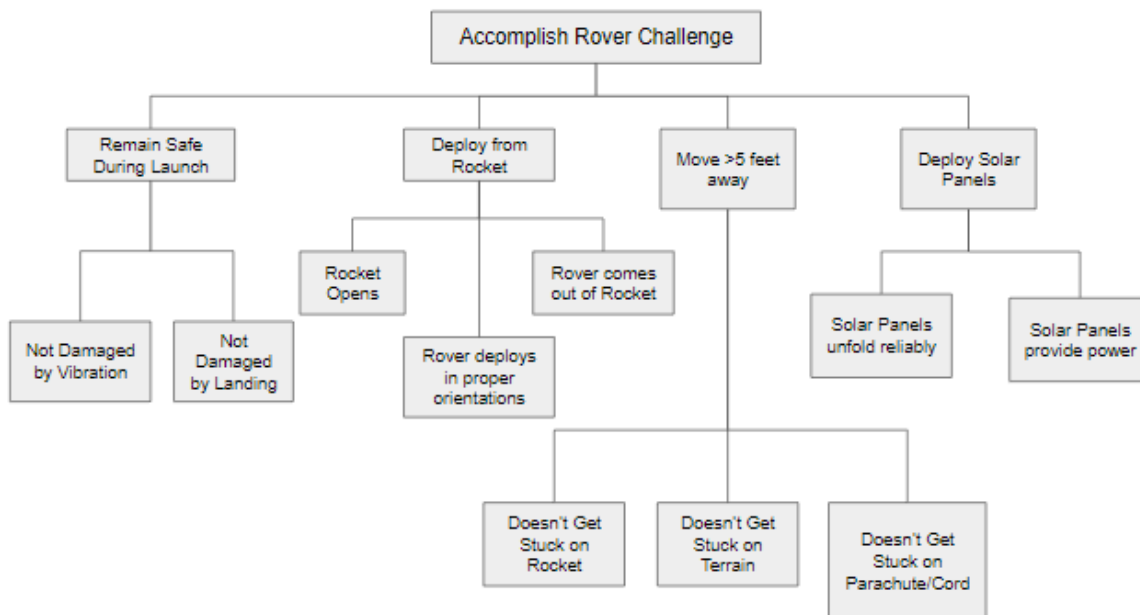 Accomplish Rover Challenge
Remain Safe
During Launch
Deploy from
Rocket
Move >5 feet
away
Deploy Solar
Panels
Not Damaged
by Vibration
Not
Damaged
by Landing
Rocket
Opens
Rover deploys
in proper
orientations
Rover comes
out of Rocket
Doesn't Get
Stuck on
Rocket
Doesn't Get
Stuck on
Terrain
Doesn't Get
Stuck on
Parachute/Cord
Solar Panels
unfold reliably
Solar Panels
provide power